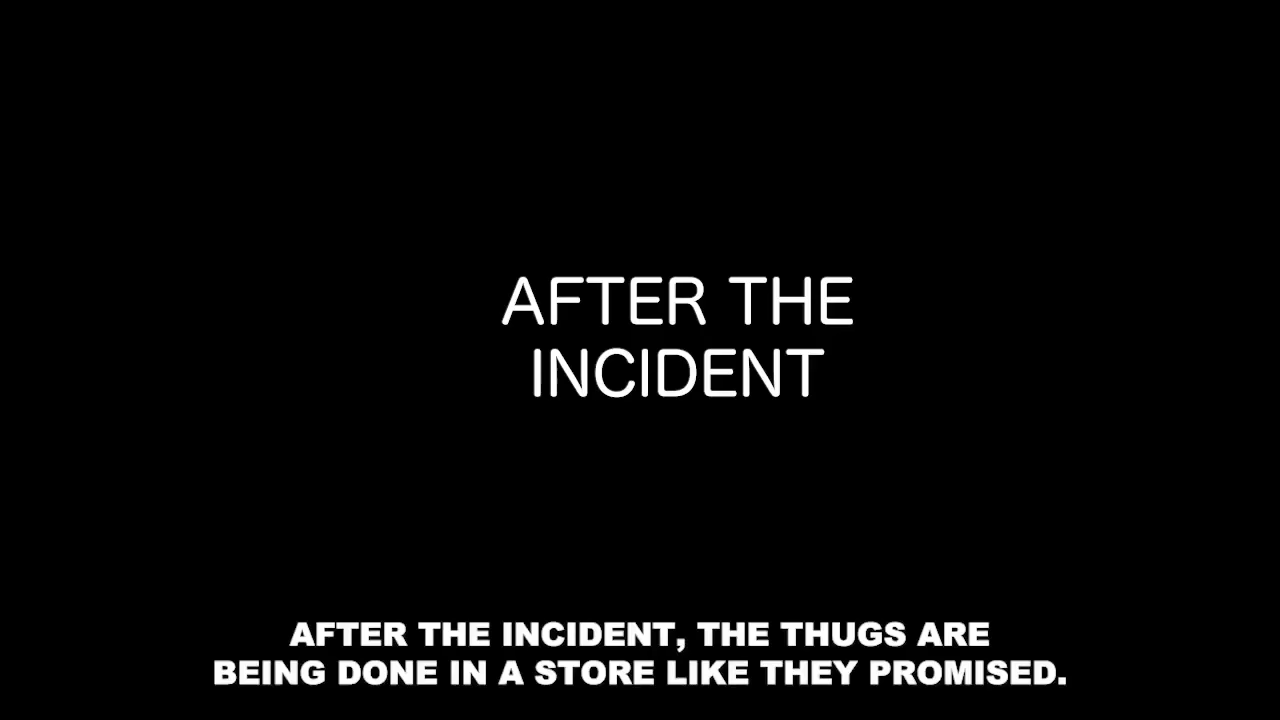 AFTER THE
INCIDENT
AFTER THE INCIDENT, THE THUGS ARE
BEING DONE IN A STORE LIKE THEY PROMISED.